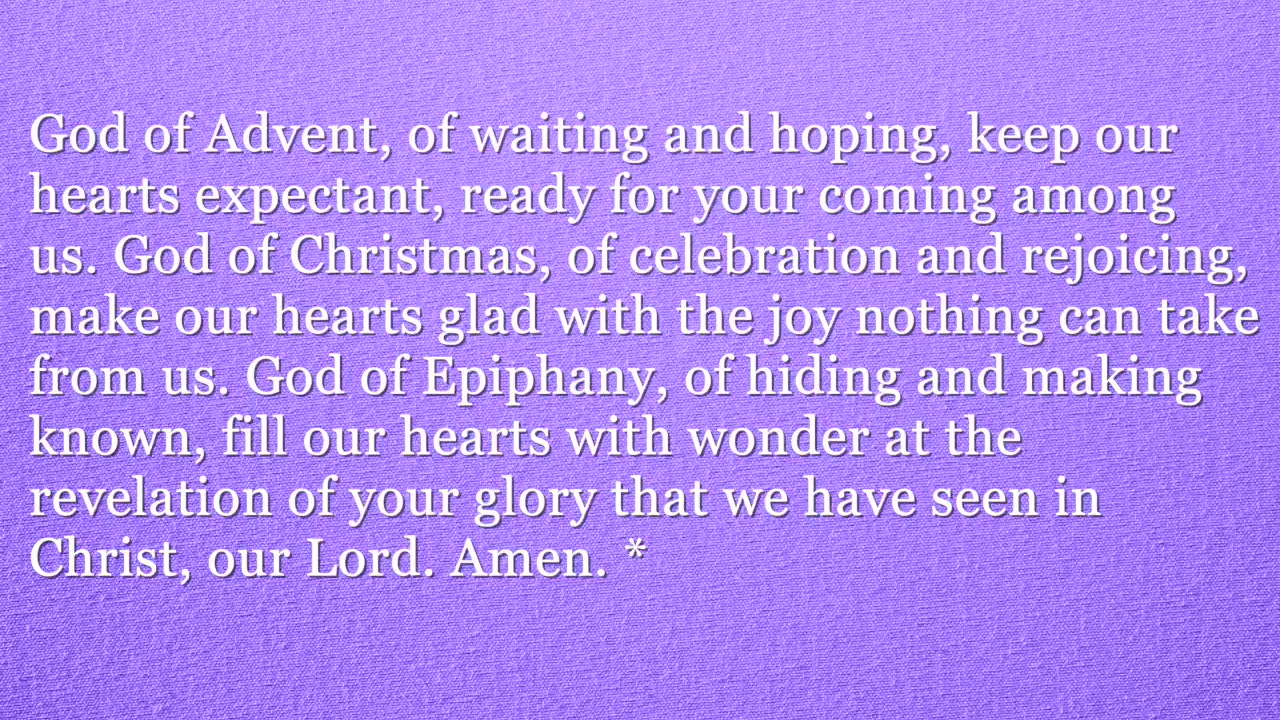 God of Advent, of waiting and hoping, keep our
hearts expectant, ready for your coming among
us. God of Christmas, of celebration and rejoicing,
make our hearts glad with the joy nothing can take
from us. God of Epiphany, of hiding and making
known, fill our hearts with wonder at the
revelation of your glory that we have seen in
Christ, our Lord. Amen. *